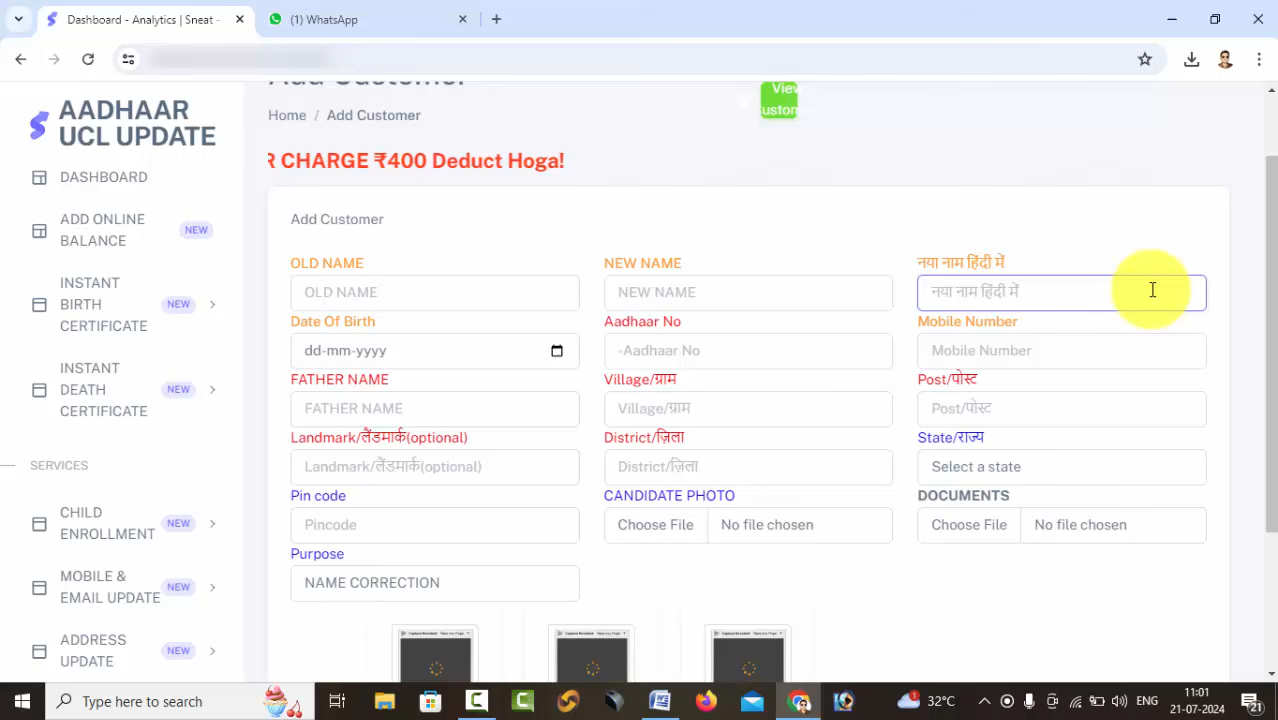 Dashboard - Analytics | Sneat -
(1) WhatsApp
Add Customer
View
Custom
AADHAAR
UCL UPDATE
Home / Add Customer
R CHARGE ₹400 Deduct Hoga!
DASHBOARD
ADD ONLINE
BALANCE
NEW
INSTANT
BIRTH
CERTIFICATE
NEW
INSTANT
DEATH
CERTIFICATE
NEW
SERVICES
CHILD
ENROLLMENT
NEW
MOBILE &
EMAIL UPDATE
NEW
ADDRESS
UPDATE
NEW
Add Customer
OLD NAME NEW NAME नया नाम हिंदी में
OLD NAME NEW NAME नया नाम हिंदी में
Date Of Birth Aadhaar No Mobile Number
dd-mm-yyyy -Aadhaar No Mobile Number
FATHER NAME Village/ग्राम Post/पोस्ट
FATHER NAME Village/ग्राम Post/पोस्ट
Landmark/लैंडमार्क(optional) District/ज़िला State/राज्य
Landmark/लैंडमार्क(optional) District/ज़िला Select a state
Pin code CANDIDATE PHOTO DOCUMENTS
Pincode Choose File No file chosen Choose File No file chosen
Purpose
NAME CORRECTION
Type here to search
32°C
ENG
11:01
21-07-2024
21